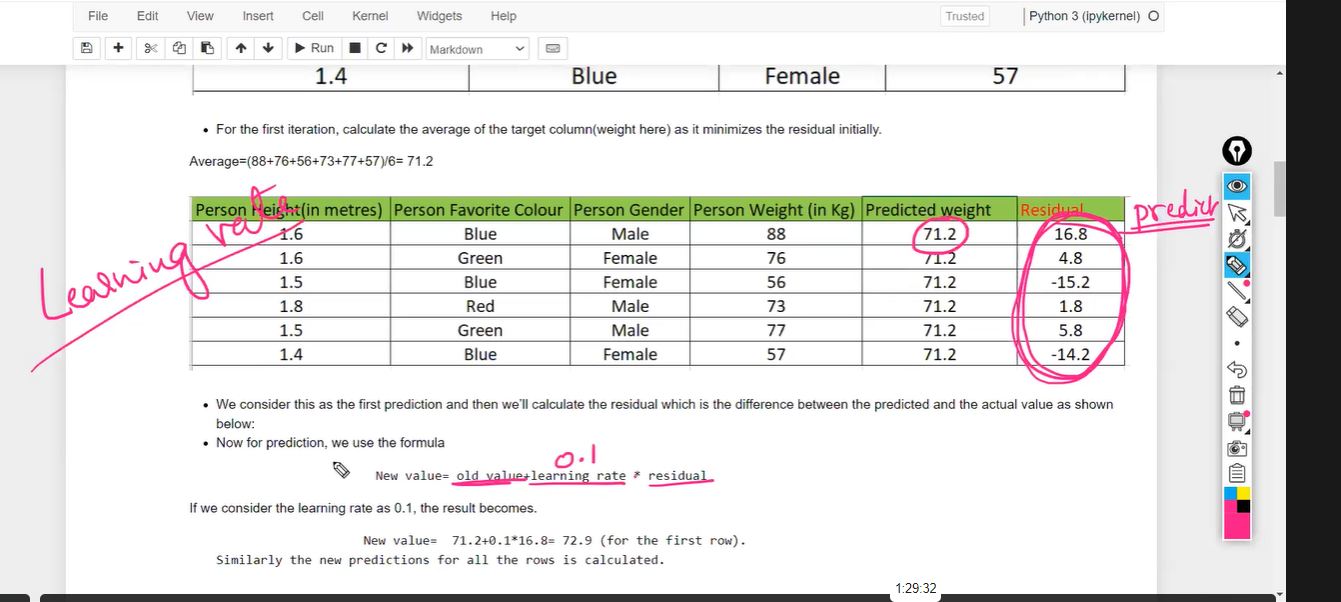 File Edit View Insert Cell Kernel Widgets Help Trusted Python 3 (ipykernel)
Run Markdown
1.4 Blue Female 57
• For the first iteration, calculate the average of the target column(weight here) as it minimizes the residual initially.
Average=(88+76+56+73+77+57)/6= 71.2
Person Height(in metres) Person Favorite Colour Person Gender Person Weight (in Kg) Predicted weight Residual
1.6 Blue Male 88 71.2 16.8
1.6 Green Female 76 71.2 4.8
1.5 Blue Female 56 71.2 -15.2
1.8 Red Male 73 71.2 1.8
1.5 Green Male 77 71.2 5.8
1.4 Blue Female 57 71.2 -14.2
predict
Learning rate
• We consider this as the first prediction and then we'll calculate the residual which is the difference between the predicted and the actual value as shown
below:
• Now for prediction, we use the formula
0.1
New value= old value+learning rate * residual
If we consider the learning rate as 0.1, the result becomes.
New value= 71.2+0.1*16.8= 72.9 (for the first row).
Similarly the new predictions for all the rows is calculated.
1:29:32